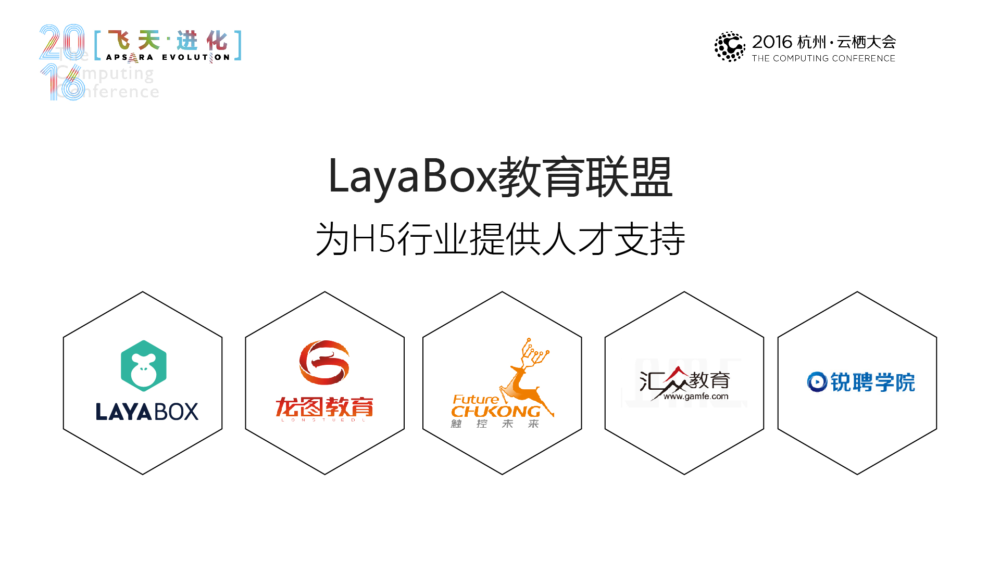 2016
[飞天·进化]
APSARA EVOLUTION
The
Computing
Conference
2016 杭州·云栖大会
THE COMPUTING CONFERENCE
LayaBox教育联盟
为H5行业提供人才支持
LAYABOX
龙图教育
LONGTUEDU
Future
CHUKONG
触控未来
汇众教育
www.gamfe.com
锐聘学院